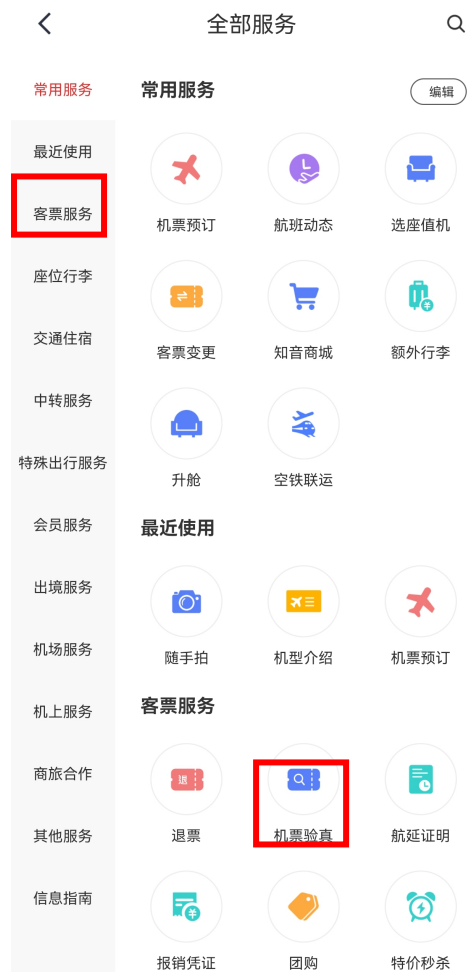 全部服务
常用服务
最近使用
客票服务
座位行李
交通住宿
中转服务
特殊出行服务
会员服务
出境服务
机场服务
机上服务
商旅合作
其他服务
信息指南
常用服务 编辑
机票预订 航班动态 选座值机
客票变更 知音商城 额外行李
升舱 空铁联运
最近使用
随手拍 机型介绍 机票预订
客票服务
退
退票 机票验真 航延证明
报销凭证 团购 特价秒杀